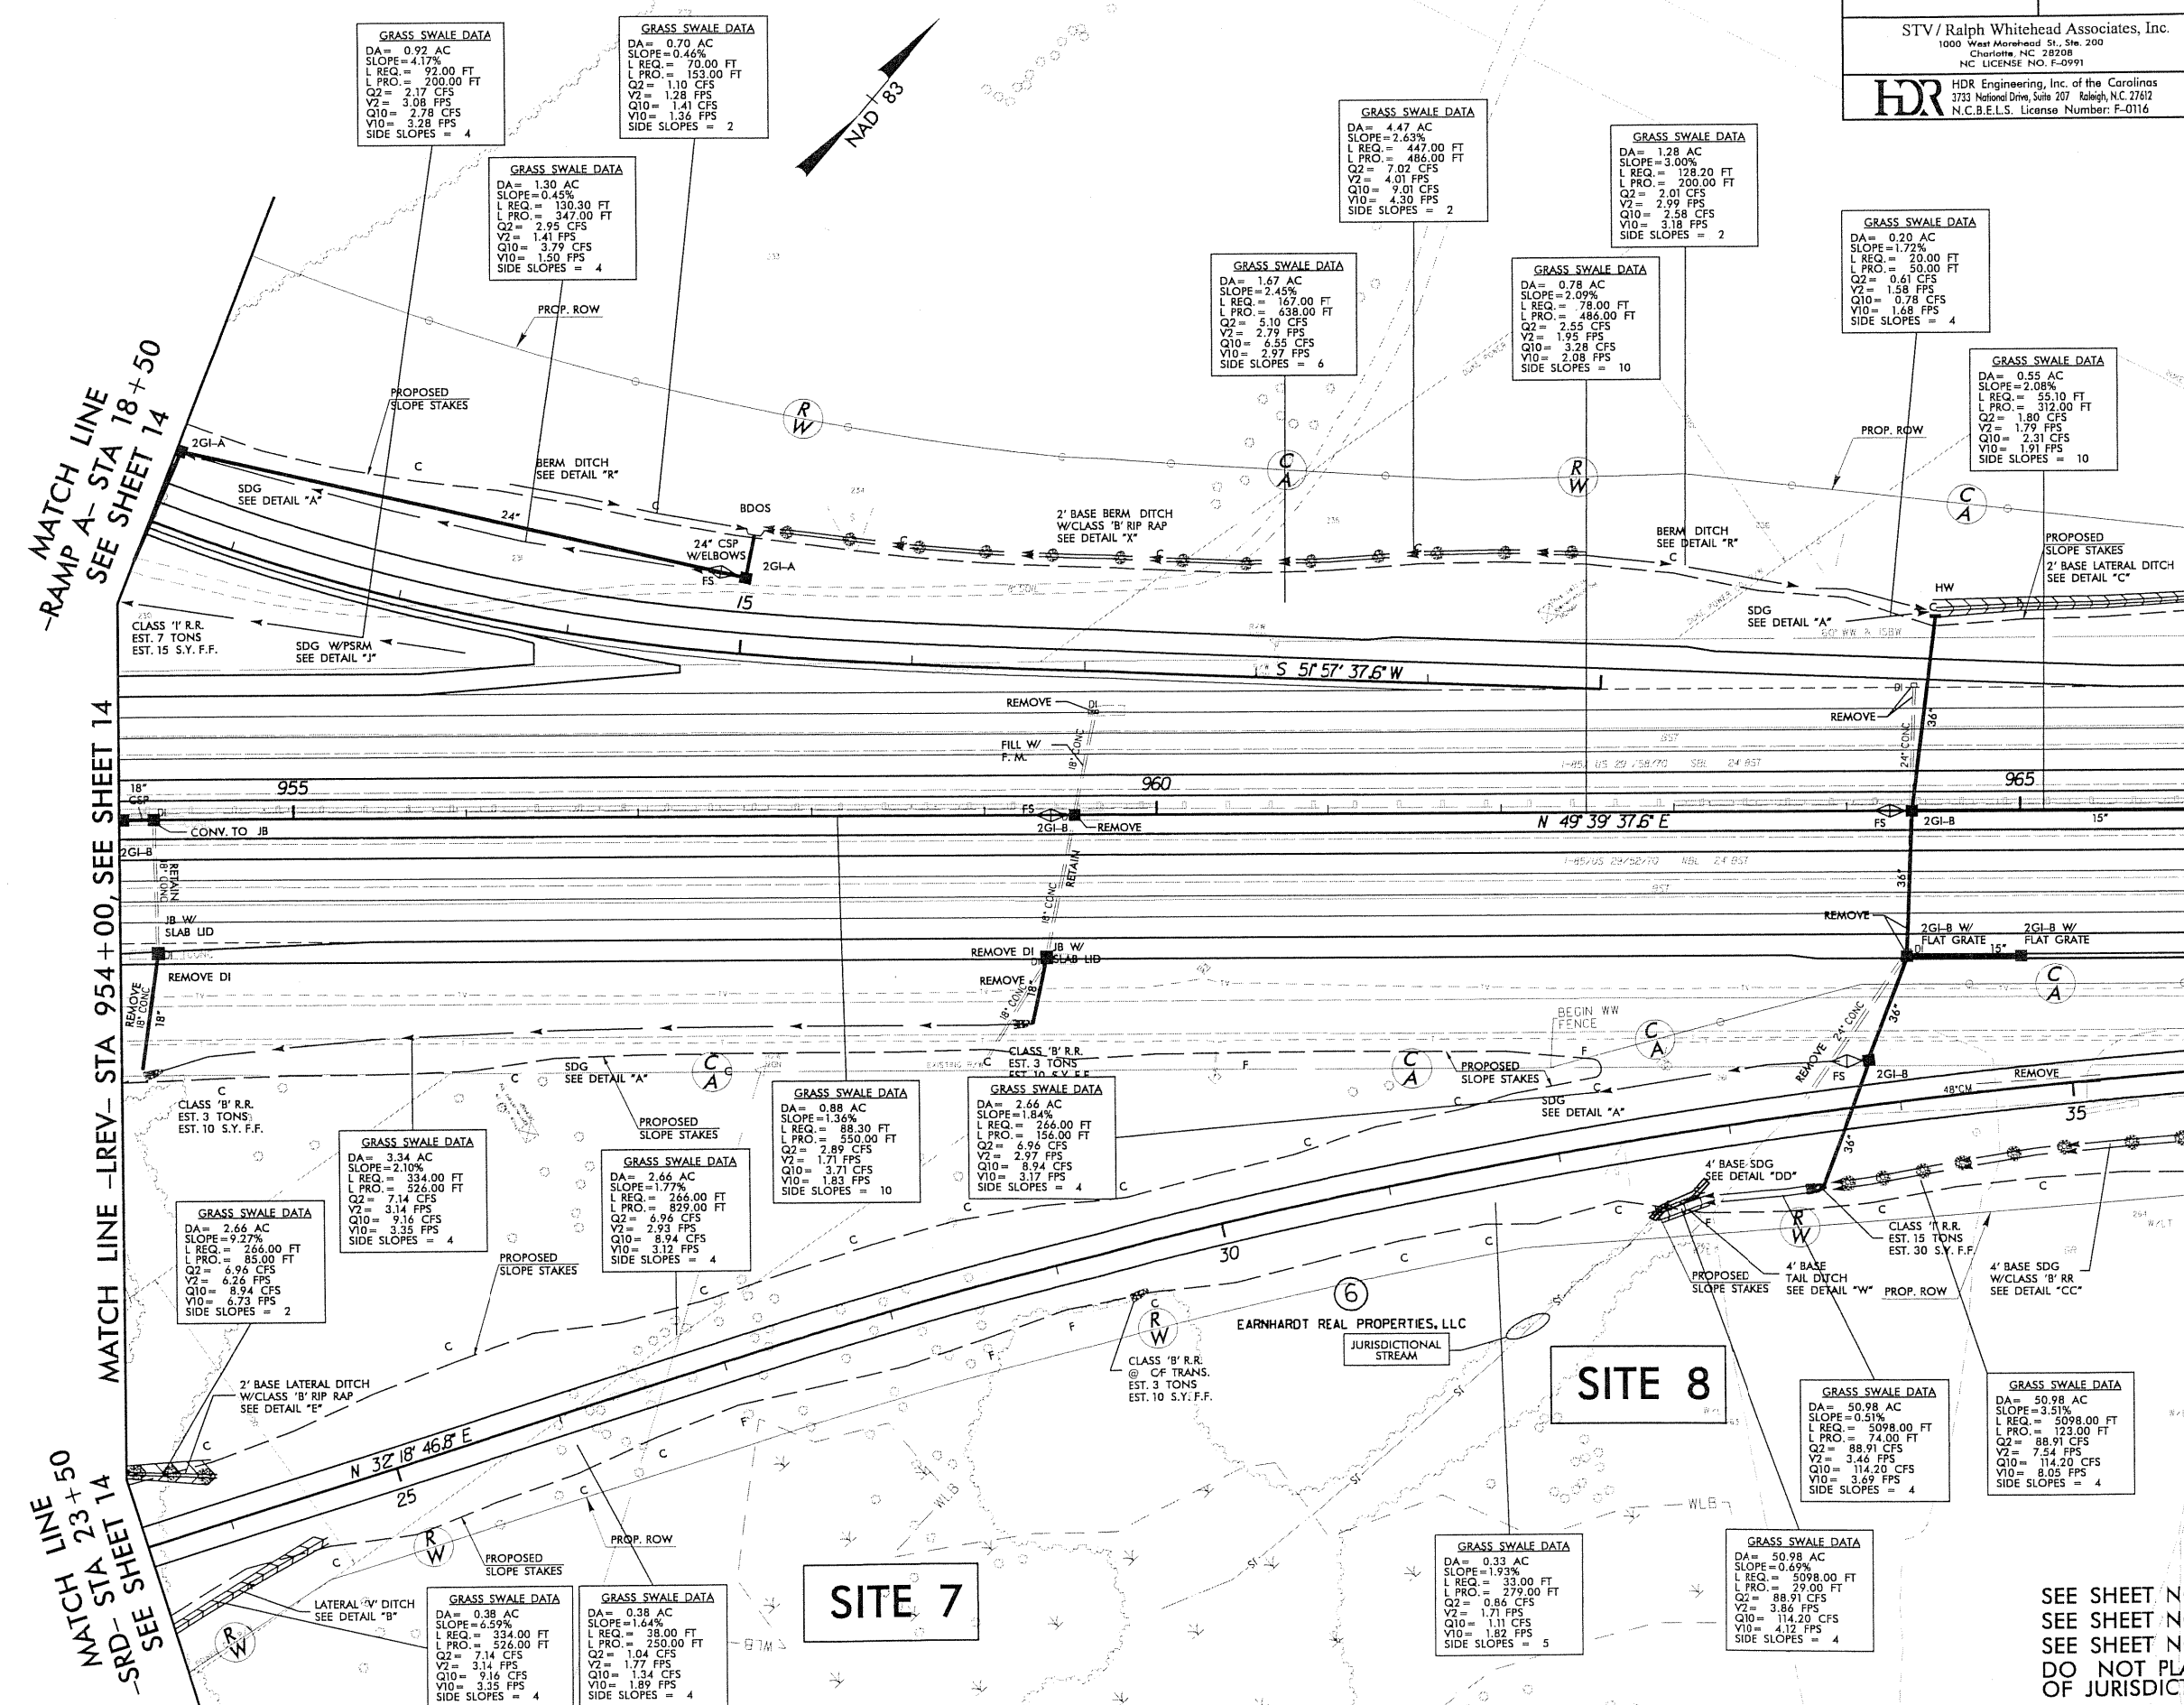 STV / Ralph Whitehead Associates, Inc.
1000 West Morehead St., Ste. 200
Charlotte, NC 28208
NC LICENSE NO. F-0991
HDR
HDR Engineering, Inc. of the Carolinas
3733 National Drive, Suite 207 Raleigh, N.C. 27612
N.C.B.E.L.S. License Number: F-0116
NAD 83
GRASS SWALE DATA
DA= 0.92 AC
SLOPE=4.17%
L REQ.= 92.00 FT
L PRO.= 200.00 FT
Q2= 2.17 CFS
V2= 3.08 FPS
Q10= 2.78 CFS
V10= 3.28 FPS
SIDE SLOPES = 4
GRASS SWALE DATA
DA= 0.70 AC
SLOPE=0.46%
L REQ.= 70.00 FT
L PRO.= 153.00 FT
Q2= 1.10 CFS
V2= 1.28 FPS
Q10= 1.41 CFS
V10= 1.36 FPS
SIDE SLOPES = 2
GRASS SWALE DATA
DA= 1.30 AC
SLOPE=0.45%
L REQ.= 130.30 FT
L PRO.= 347.00 FT
Q2= 2.95 CFS
V2= 1.41 FPS
Q10= 3.79 CFS
V10= 1.50 FPS
SIDE SLOPES = 4
GRASS SWALE DATA
DA= 4.47 AC
SLOPE=2.63%
L REQ.= 447.00 FT
L PRO.= 486.00 FT
Q2= 7.02 CFS
V2= 4.01 FPS
Q10= 9.01 CFS
V10= 4.30 FPS
SIDE SLOPES = 2
GRASS SWALE DATA
DA= 1.28 AC
SLOPE=3.00%
L REQ.= 128.20 FT
L PRO.= 200.00 FT
Q2= 2.01 CFS
V2= 2.99 FPS
Q10= 2.58 CFS
V10= 3.18 FPS
SIDE SLOPES = 2
GRASS SWALE DATA
DA= 0.20 AC
SLOPE=1.72%
L REQ.= 20.00 FT
L PRO.= 50.00 FT
Q2= 0.61 CFS
V2= 1.58 FPS
Q10= 0.78 CFS
V10= 1.68 FPS
SIDE SLOPES = 4
GRASS SWALE DATA
DA= 1.67 AC
SLOPE=2.45%
L REQ.= 167.00 FT
L PRO.= 638.00 FT
Q2= 5.10 CFS
V2= 2.79 FPS
Q10= 6.55 CFS
V10= 2.97 FPS
SIDE SLOPES = 6
GRASS SWALE DATA
DA= 0.78 AC
SLOPE=2.09%
L REQ.= 78.00 FT
L PRO.= 486.00 FT
Q2= 2.55 CFS
V2= 1.95 FPS
Q10= 3.28 CFS
V10= 2.08 FPS
SIDE SLOPES = 10
GRASS SWALE DATA
DA= 0.55 AC
SLOPE=2.08%
L REQ.= 55.10 FT
L PRO.= 312.00 FT
Q2= 1.80 CFS
V2= 1.79 FPS
Q10= 2.31 CFS
V10= 1.91 FPS
SIDE SLOPES = 10
PROP. ROW
PROPOSED
SLOPE STAKES
MATCH LINE
-RAMP A- STA 18+50
SEE SHEET 14
2GI-A
C
BERM DITCH
SEE DETAIL "R"
SDG
SEE DETAIL "A"
24"
C
BDOS
24" CSP
W/ELBOWS
2GI-A
FS
15
R
W
2' BASE BERM DITCH
W/CLASS 'B' RIP RAP
SEE DETAIL "X"
C
A
R
W
PROP. ROW
C
A
BERM DITCH
SEE DETAIL "R"
C
PROPOSED
SLOPE STAKES
2' BASE LATERAL DITCH
SEE DETAIL "C"
HW
SDG
SEE DETAIL "A"
60" WW & ISBW
CLASS 'I' R.R.
EST. 7 TONS
EST. 15 S.Y. F.F.
SDG W/PSRM
SEE DETAIL "J"
S 51° 57' 37.6" W
REMOVE
DI
FILL W/
F. M.
18" CONC
REMOVE
DI
24" CONC
36"
MATCH LINE -LREV- STA 954+00, SEE SHEET 14
955
960
965
18"
CSP
DI
CONV. TO JB
2GI-B
RETAIN
18" CONC
FS
2GI-B
REMOVE
N 49° 39' 37.6" E
FS
2GI-B
15"
RETAIN
18" CONC
36"
JB W/
SLAB LID
REMOVE DI
REMOVE
18" CONC
18"
REMOVE DI
JB W/
SLAB LID
REMOVE
18" CONC
18"
REMOVE
2GI-B W/
FLAT GRATE
15"
2GI-B W/
FLAT GRATE
DI
C
A
BEGIN WW
FENCE
C
A
REMOVE 24" CONC
36"
FS
2GI-B
REMOVE
48"CM
35
CLASS 'B' R.R.
EST. 3 TONS
EST. 10 S.Y. F.F.
SDG
SEE DETAIL "A"
C
A
CLASS 'B' R.R.
EST. 3 TONS
EST. 10 S.Y. F.F.
C
A
PROPOSED
SLOPE STAKES
SDG
SEE DETAIL "A"
CLASS 'B' R.R.
EST. 3 TONS
EST. 10 S.Y. F.F.
PROPOSED
SLOPE STAKES
GRASS SWALE DATA
DA= 0.88 AC
SLOPE=1.36%
L REQ.= 88.30 FT
L PRO.= 550.00 FT
Q2= 2.89 CFS
V2= 1.71 FPS
Q10= 3.71 CFS
V10= 1.83 FPS
SIDE SLOPES = 10
GRASS SWALE DATA
DA= 2.66 AC
SLOPE=1.84%
L REQ.= 266.00 FT
L PRO.= 156.00 FT
Q2= 6.96 CFS
V2= 2.97 FPS
Q10= 8.94 CFS
V10= 3.17 FPS
SIDE SLOPES = 4
GRASS SWALE DATA
DA= 3.34 AC
SLOPE=2.10%
L REQ.= 334.00 FT
L PRO.= 526.00 FT
Q2= 7.14 CFS
V2= 3.14 FPS
Q10= 9.16 CFS
V10= 3.35 FPS
SIDE SLOPES = 4
GRASS SWALE DATA
DA= 2.66 AC
SLOPE=1.77%
L REQ.= 266.00 FT
L PRO.= 829.00 FT
Q2= 6.96 CFS
V2= 2.93 FPS
Q10= 8.94 CFS
V10= 3.12 FPS
SIDE SLOPES = 4
GRASS SWALE DATA
DA= 2.66 AC
SLOPE=9.27%
L REQ.= 266.00 FT
L PRO.= 85.00 FT
Q2= 6.96 CFS
V2= 6.26 FPS
Q10= 8.94 CFS
V10= 6.73 FPS
SIDE SLOPES = 2
PROPOSED
SLOPE STAKES
36"
4' BASE SDG
SEE DETAIL "DD"
R
W
CLASS 'I' R.R.
EST. 15 TONS
EST. 30 S.Y. F.F.
PROPOSED
SLOPE STAKES
4' BASE
TAIL DITCH
SEE DETAIL "W"
PROP. ROW
4' BASE SDG
W/CLASS 'B' RR
SEE DETAIL "CC"
30
6
EARNHARDT REAL PROPERTIES, LLC
JURISDICTIONAL
STREAM
R
W
CLASS 'B' R.R.
@ C/F TRANS.
EST. 3 TONS
EST. 10 S.Y. F.F.
SITE 8
2' BASE LATERAL DITCH
W/CLASS 'B' RIP RAP
SEE DETAIL "E"
GRASS SWALE DATA
DA= 50.98 AC
SLOPE=0.51%
L REQ.= 5098.00 FT
L PRO.= 74.00 FT
Q2= 88.91 CFS
V2= 3.46 FPS
Q10= 114.20 CFS
V10= 3.69 FPS
SIDE SLOPES = 4
GRASS SWALE DATA
DA= 50.98 AC
SLOPE=3.51%
L REQ.= 5098.00 FT
L PRO.= 123.00 FT
Q2= 88.91 CFS
V2= 7.54 FPS
Q10= 114.20 CFS
V10= 8.05 FPS
SIDE SLOPES = 4
N 32° 18' 46.8" E
25
MATCH LINE
-SRD- STA 23+50
SEE SHEET 14
R
W
PROPOSED
SLOPE STAKES
PROP. ROW
LATERAL 'V' DITCH
SEE DETAIL "B"
R
W
WLB
WLB
WLB
GRASS SWALE DATA
DA= 0.38 AC
SLOPE=6.59%
L REQ.= 334.00 FT
L PRO.= 526.00 FT
Q2= 7.14 CFS
V2= 3.14 FPS
Q10= 9.16 CFS
V10= 3.35 FPS
SIDE SLOPES = 4
GRASS SWALE DATA
DA= 0.38 AC
SLOPE=1.64%
L REQ.= 38.00 FT
L PRO.= 250.00 FT
Q2= 1.04 CFS
V2= 1.77 FPS
Q10= 1.34 CFS
V10= 1.89 FPS
SIDE SLOPES = 4
SITE 7
GRASS SWALE DATA
DA= 0.33 AC
SLOPE=1.93%
L REQ.= 33.00 FT
L PRO.= 279.00 FT
Q2= 0.86 CFS
V2= 1.71 FPS
Q10= 1.11 CFS
V10= 1.82 FPS
SIDE SLOPES = 5
GRASS SWALE DATA
DA= 50.98 AC
SLOPE=0.69%
L REQ.= 5098.00 FT
L PRO.= 29.00 FT
Q2= 88.91 CFS
V2= 3.86 FPS
Q10= 114.20 CFS
V10= 4.12 FPS
SIDE SLOPES = 4
SEE SHEET N
SEE SHEET N
SEE SHEET N
DO NOT PLA
OF JURISDIC